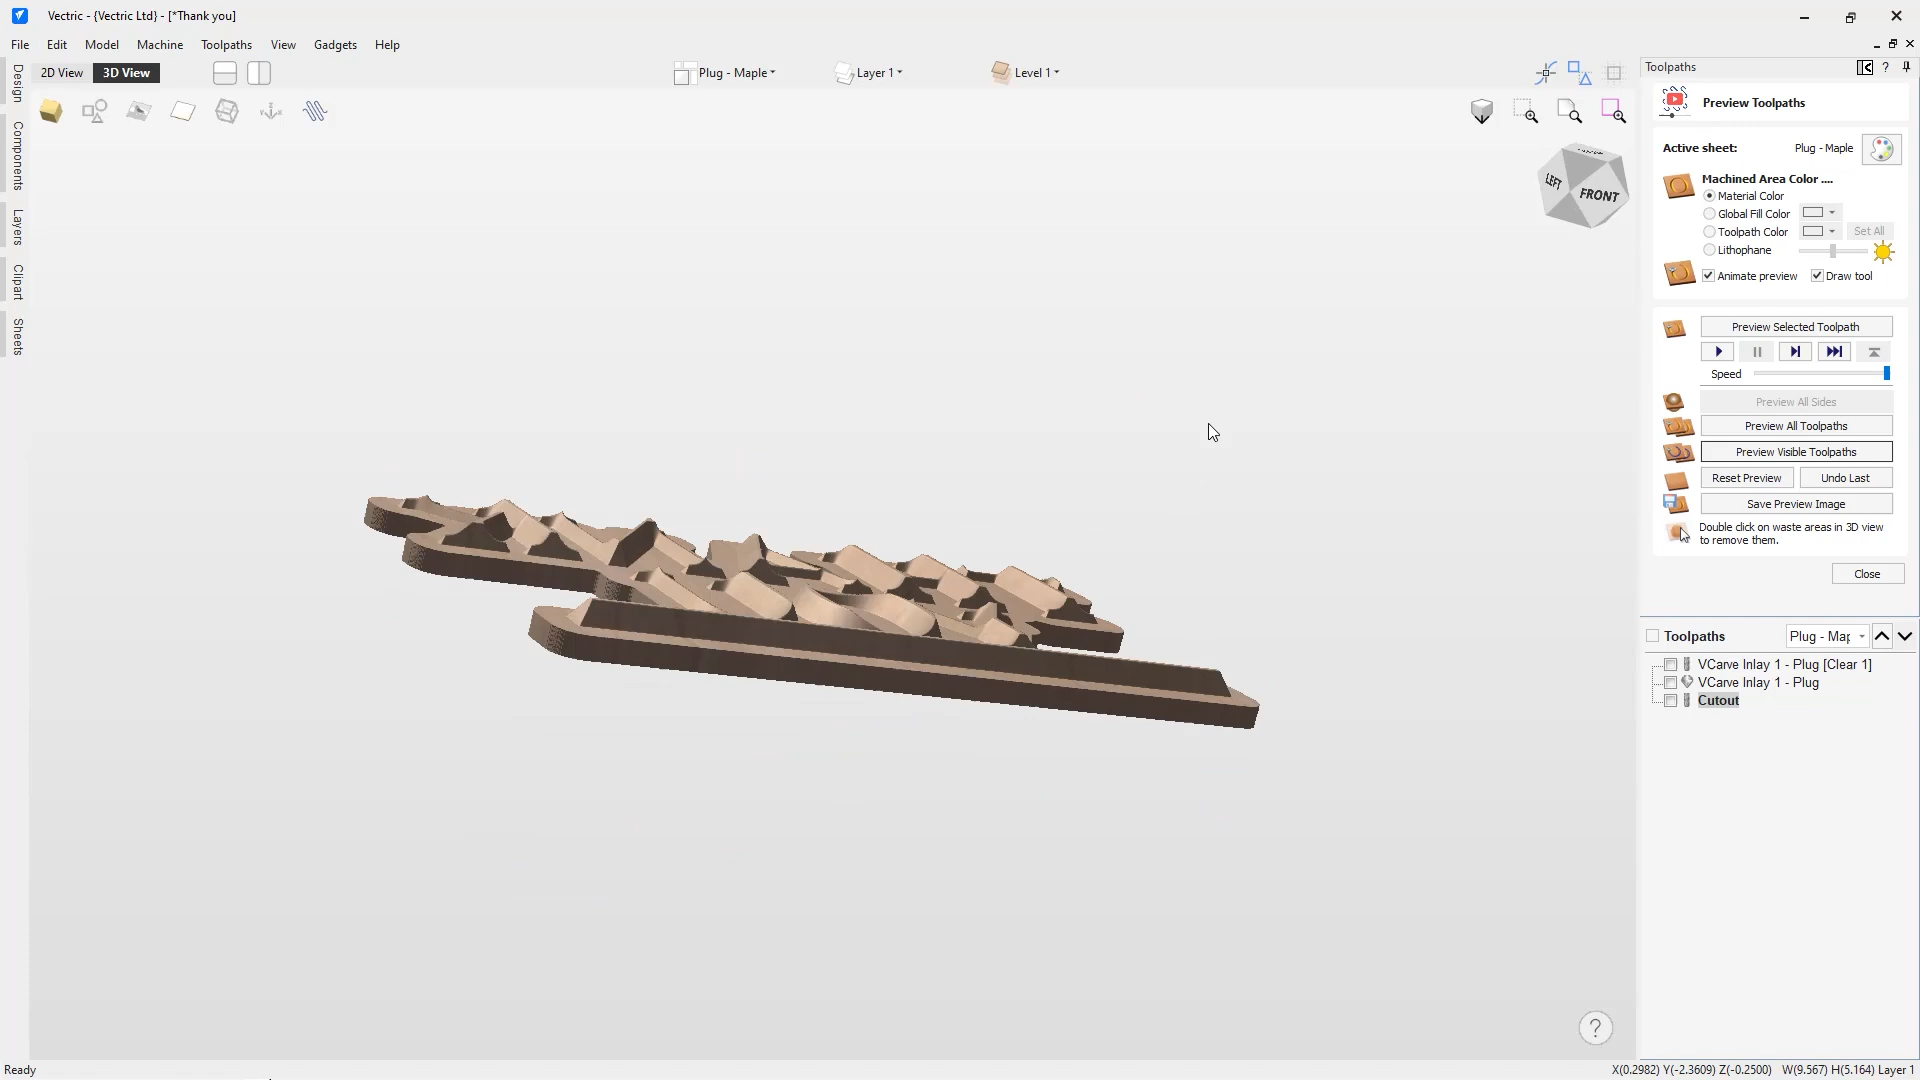 Vectric - {Vectric Ltd} - [*Thank you]
File Edit Model Machine Toolpaths View Gadgets Help
2D View 3D View Plug - Maple Layer 1 Level 1
Design
Components
Layers
Clipart
Sheets
LEFT FRONT
Toolpaths ?
Preview Toolpaths
Active sheet: Plug - Maple
Machined Area Color ....
Material Color
Global Fill Color
Toolpath Color Set All
Lithophane
Animate preview Draw tool
Preview Selected Toolpath
Speed
Preview All Sides
Preview All Toolpaths
Preview Visible Toolpaths
Reset Preview Undo Last
Save Preview Image
Double click on waste areas in 3D view
to remove them.
Close
Toolpaths Plug - Map
VCarve Inlay 1 - Plug [Clear 1]
VCarve Inlay 1 - Plug
Cutout
?
Ready X(0.2982) Y(-2.3609) Z(-0.2500) W(9.567) H(5.164) Layer 1